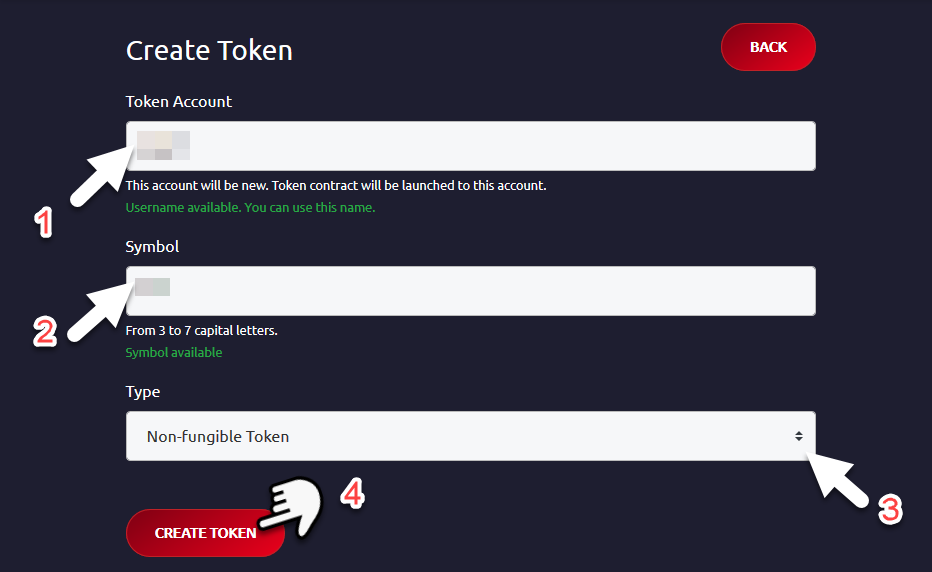 Create Token
BACK
Token Account
This account will be new. Token contract will be launched to this account.
1
Username available. You can use this name.
Symbol
2
From 3 to 7 capital letters.
Symbol available
Type
Non-fungible Token
3
4
CREATE TOKEN